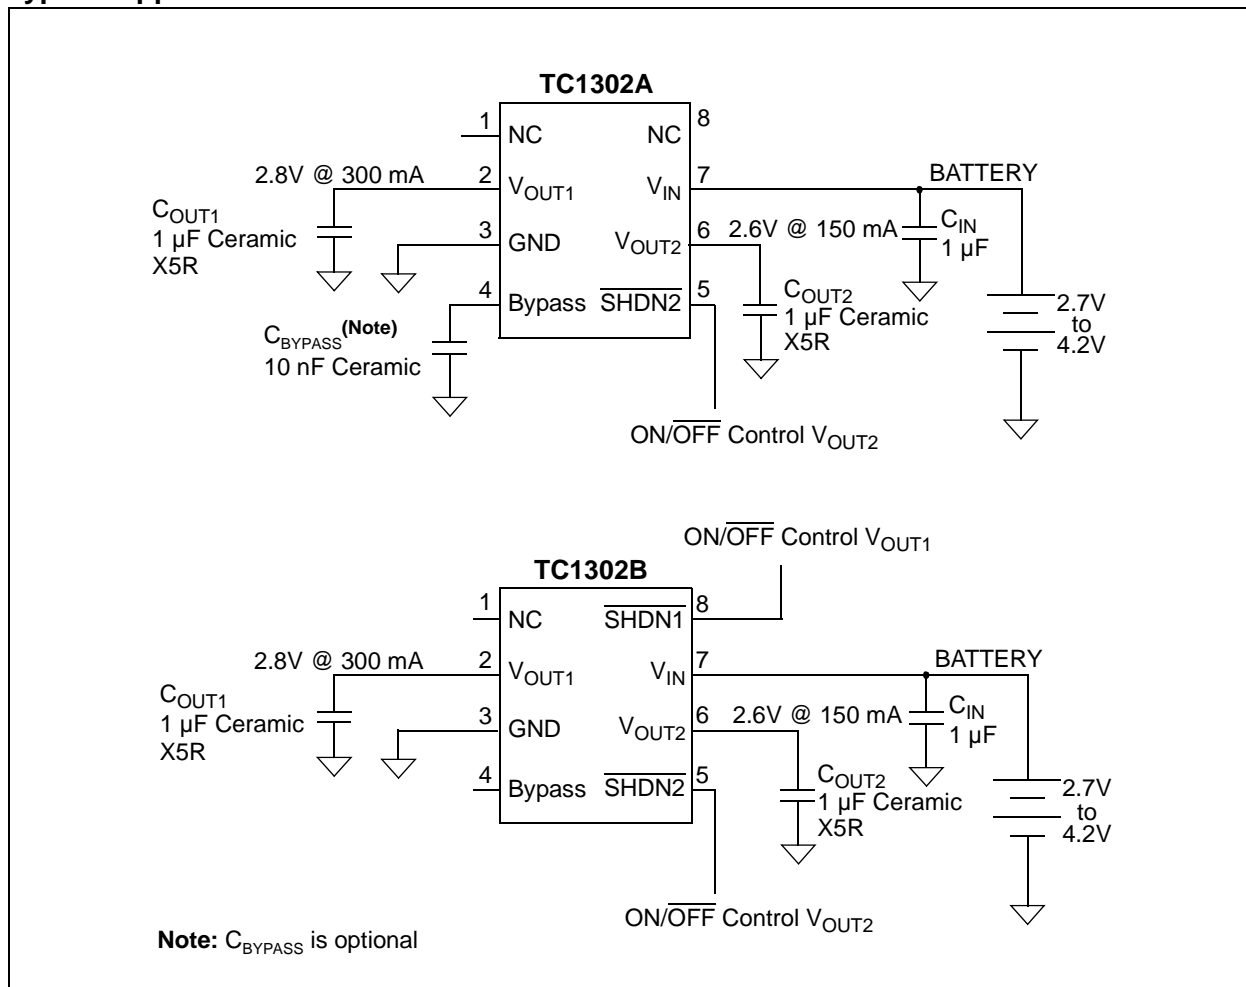 TC1302A
1 NC NC 8
2.8V @ 300 mA 2 VOUT1 VIN 7 BATTERY
COUT1
1 µF Ceramic
X5R
3 GND VOUT2 6 2.6V @ 150 mA
CIN
1 µF
4 Bypass SHDN2 5
CBYPASS(Note)
10 nF Ceramic
COUT2
1 µF Ceramic
X5R
2.7V
to
4.2V
ON/OFF Control VOUT2
ON/OFF Control VOUT1
TC1302B
1 NC SHDN1 8
2.8V @ 300 mA 2 VOUT1 VIN 7 BATTERY
COUT1
1 µF Ceramic
X5R
3 GND VOUT2 6 2.6V @ 150 mA
CIN
1 µF
4 Bypass SHDN2 5
COUT2
1 µF Ceramic
X5R
2.7V
to
4.2V
ON/OFF Control VOUT2
Note: CBYPASS is optional